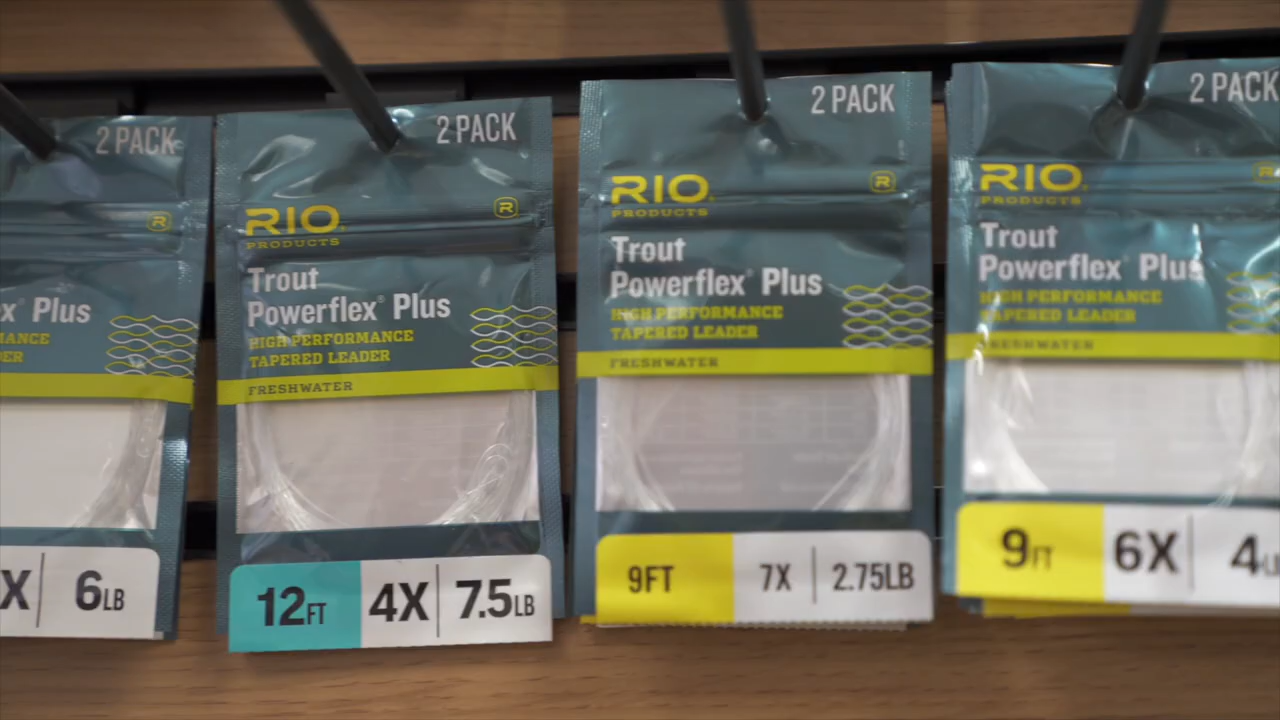 2 PACK
R
x® Plus
X | 6LB
2 PACK
RIO
PRODUCTS
R
Trout
Powerflex® Plus
HIGH PERFORMANCE
TAPERED LEADER
FRESHWATER
12FT 4X | 7.5LB
2 PACK
RIO
PRODUCTS
R
Trout
Powerflex® Plus
HIGH PERFORMANCE
TAPERED LEADER
FRESHWATER
9FT 7X | 2.75LB
2 PACK
RIO
PRODUCTS
Trout
Powerflex® Plus
HIGH PERFORMANCE
TAPERED LEADER
FRESHWATER
9FT 6X | 4